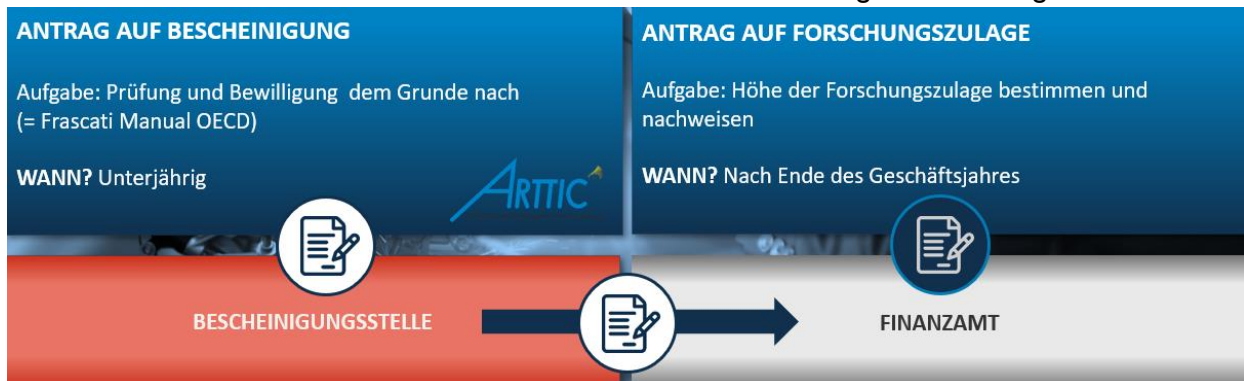 ANTRAG AUF BESCHEINIGUNG
Aufgabe: Prüfung und Bewilligung dem Grunde nach
(= Frascati Manual OECD)
WANN? Unterjährig
ARTTIC
ANTRAG AUF FORSCHUNGSZULAGE
Aufgabe: Höhe der Forschungszulage bestimmen und
nachweisen
WANN? Nach Ende des Geschäftsjahres
BESCHEINIGUNGSSTELLE
FINANZAMT